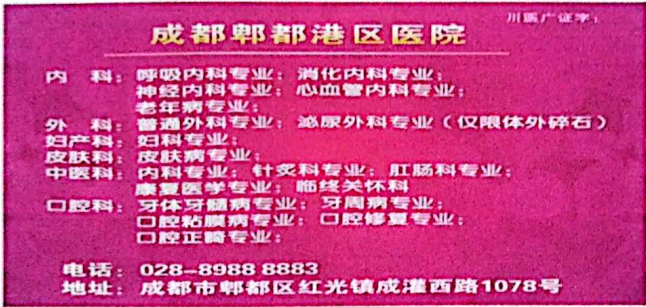 川医广证字：
成都郫都港区医院
内 科：呼吸内科专业；消化内科专业；
神经内科专业；心血管内科专业；
老年病专业；
外 科：普通外科专业；泌尿外科专业（仅限体外碎石）
妇产科：妇科专业；
皮肤科：皮肤病专业；
中医科：内科专业；针灸科专业；肛肠科专业；
康复医学专业；临终关怀科
口腔科：牙体牙髓病专业；牙周病专业；
口腔粘膜病专业；口腔修复专业；
口腔正畸专业；
电话：028-8988 8883
地址：成都市郫都区红光镇成灌西路1078号